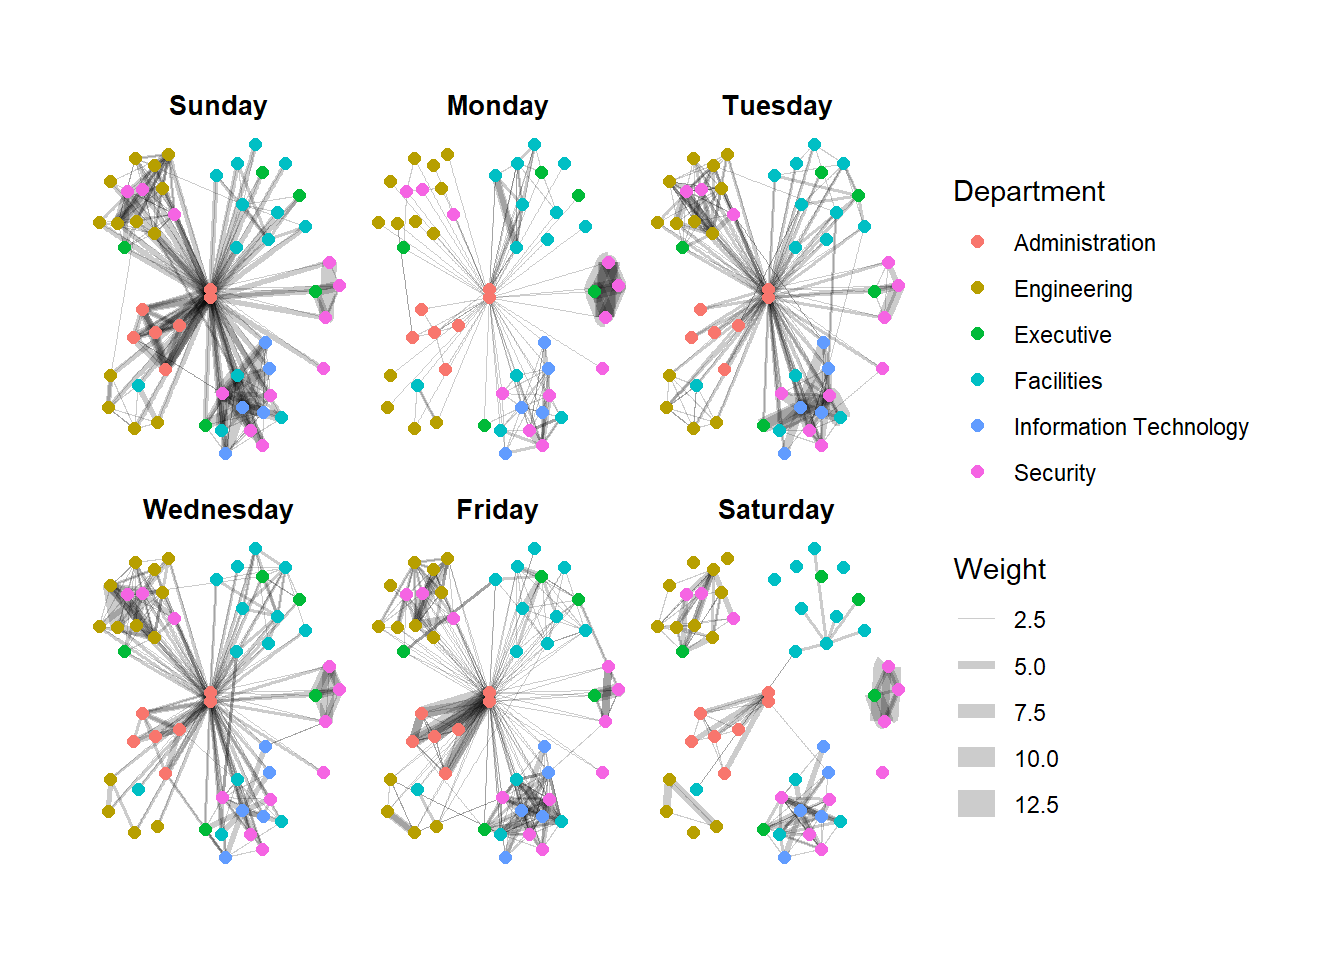 Sunday
Monday
Tuesday
Wednesday
Friday
Saturday
Department
Administration
Engineering
Executive
Facilities
Information Technology
Security
Weight
2.5
5.0
7.5
10.0
12.5